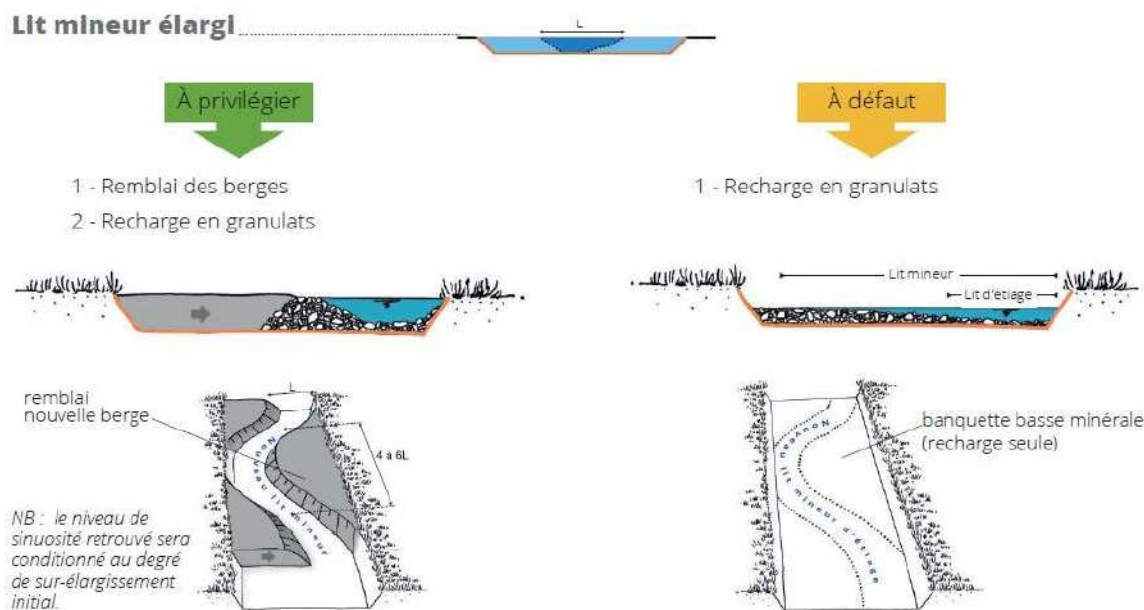 Lit mineur élargi
L
À privilégier
À défaut
1 - Remblai des berges
2 - Recharge en granulats
1 - Recharge en granulats
Lit mineur
Lit d'étiage
remblai
nouvelle berge
L
4 à 6L
Nouveau lit mineur
NB : le niveau de
sinuosité retrouvé sera
conditionné au degré
de sur-élargissement
initial.
banquette basse minérale
(recharge seule)
Nouveau lit mineur d'étiage